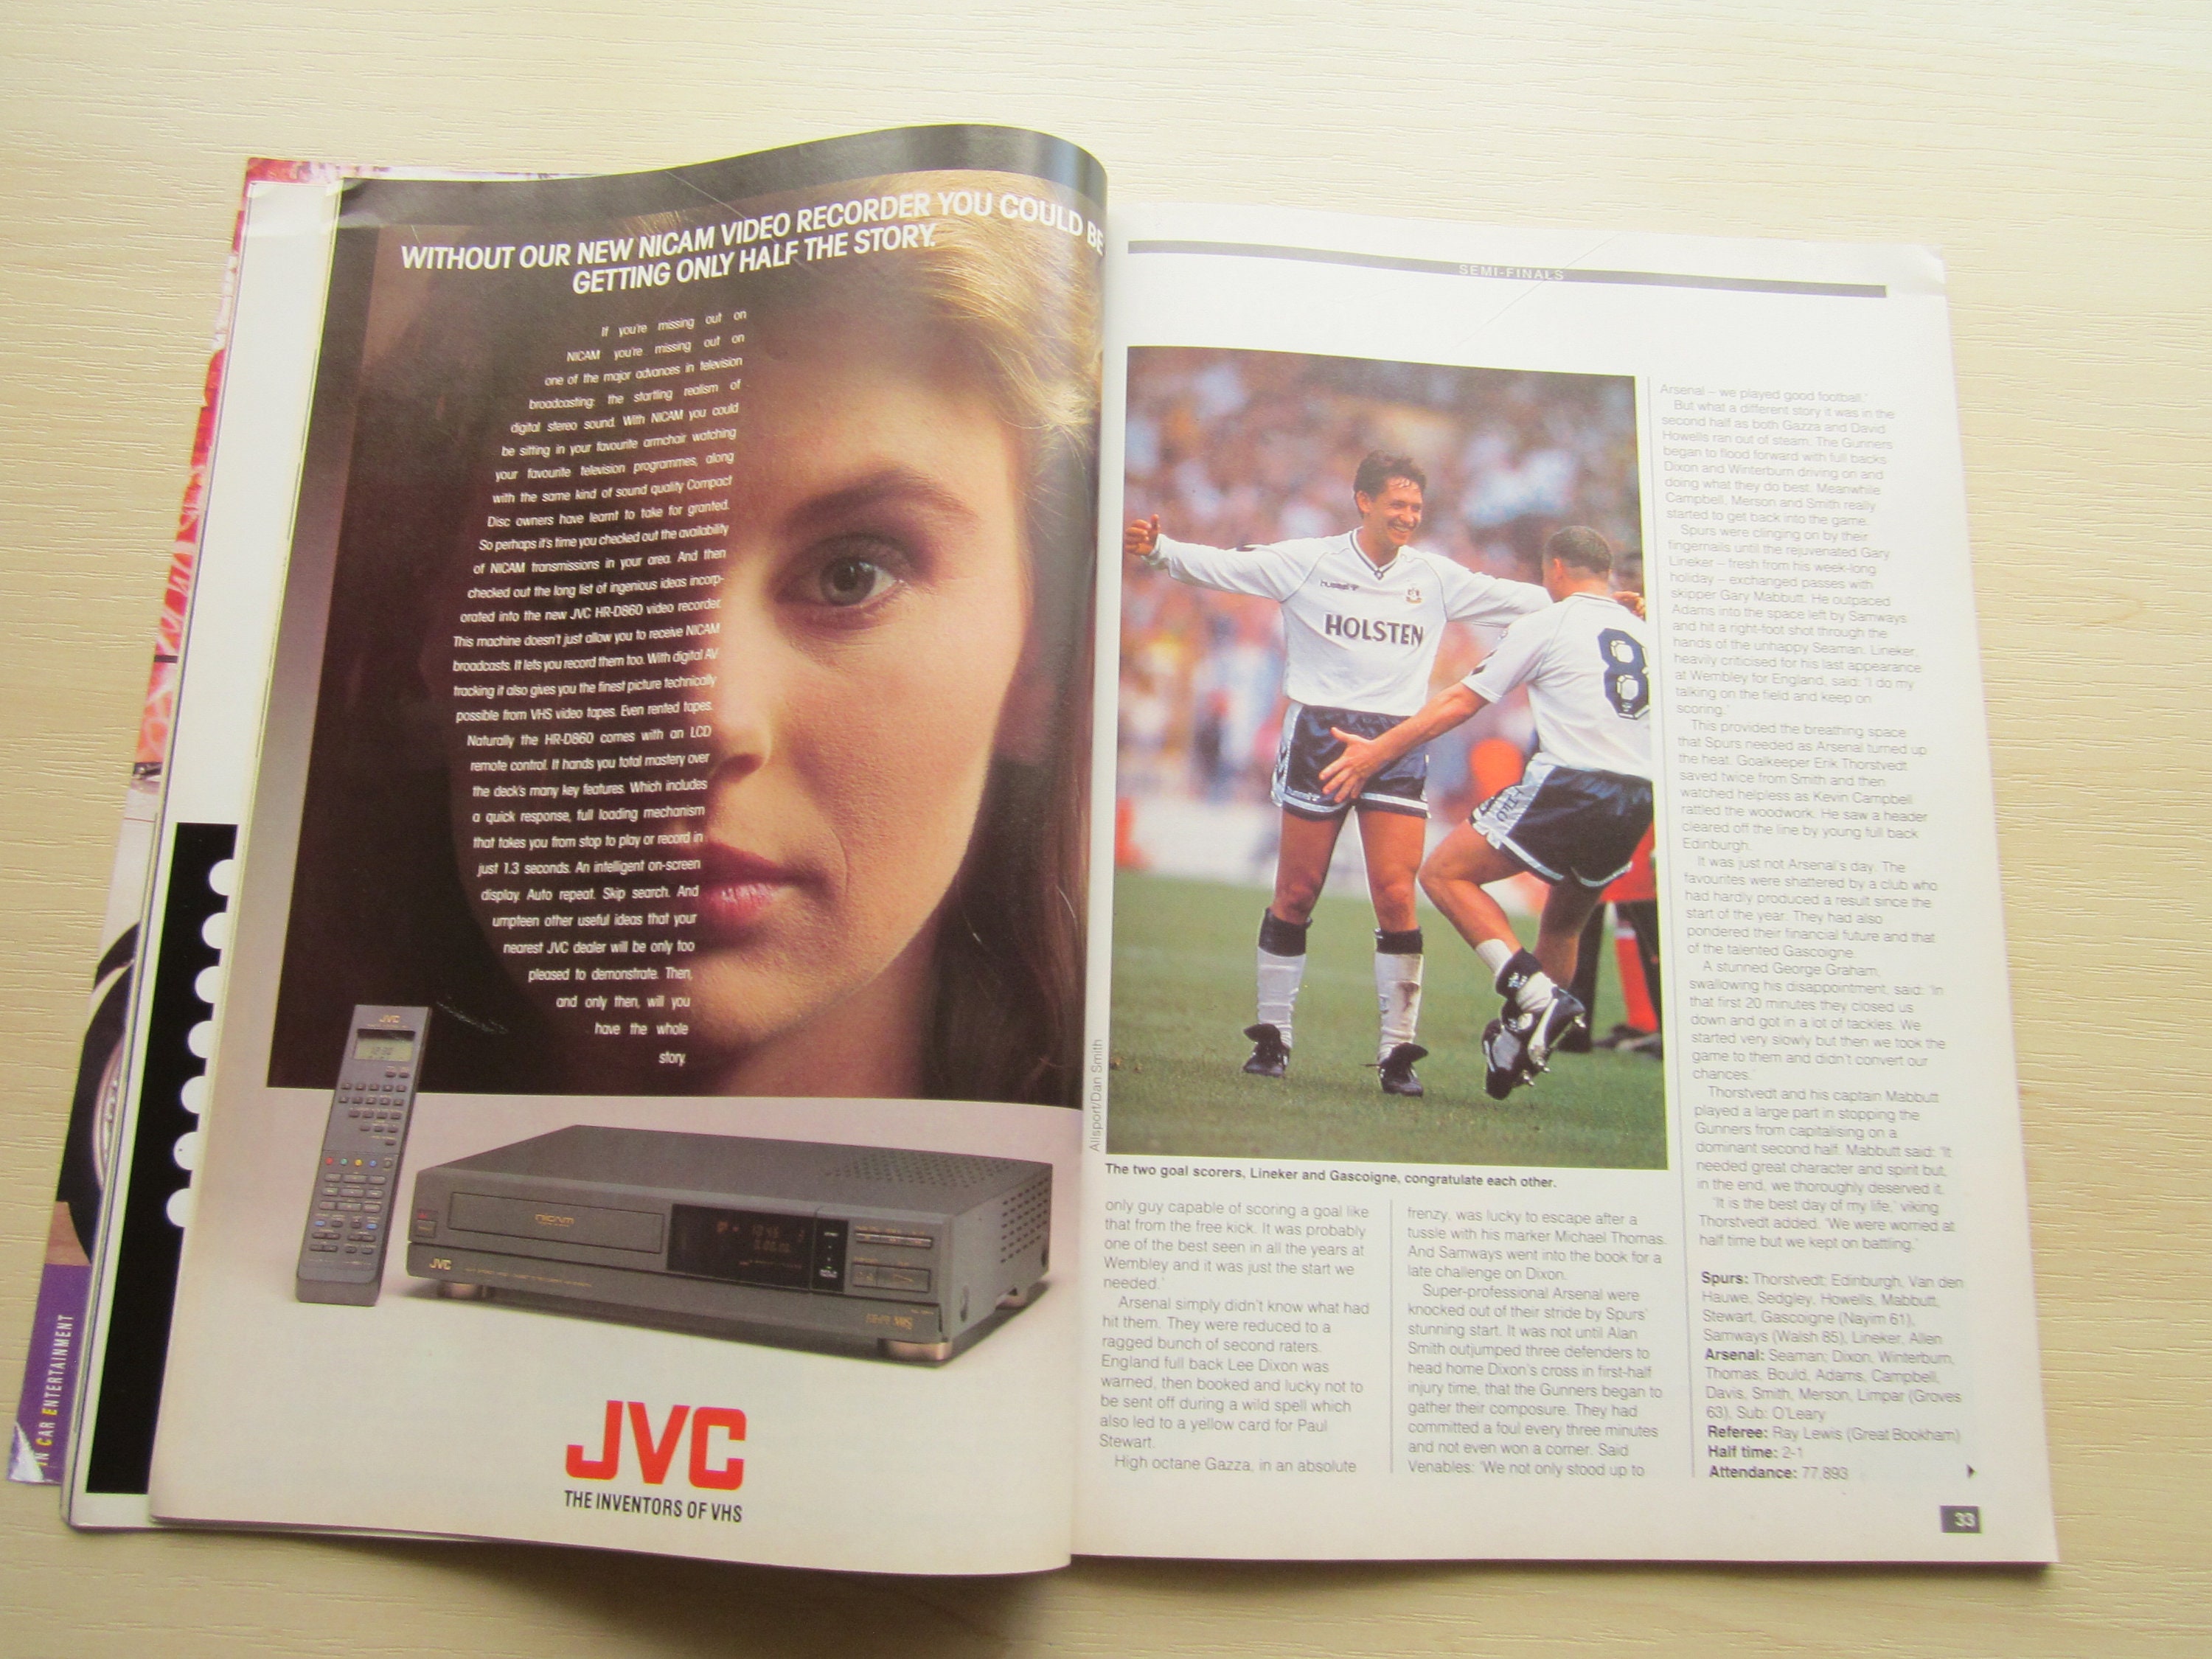 WITHOUT OUR NEW NICAM VIDEO RECORDER YOU COULD BE
GETTING ONLY HALF THE STORY.
If you're missing out on
NICAM you're missing out on
one of the major advances in television
broadcasting: the startling realism of
digital stereo sound. With NICAM you could
be sitting in your favourite armchair watching
your favourite television programmes, along
with the same kind of sound quality Compact
Disc owners have learnt to take for granted.
So perhaps it's time you checked out the availability
of NICAM transmissions in your area. And then
checked out the long list of ingenious ideas incorp-
orated into the new JVC HR-D860 video recorder.
This machine doesn't just allow you to receive NICAM
broadcasts. It lets you record them too. With digital AV
tracking it also gives you the finest picture technically
possible from VHS video tapes. Even rented tapes.
Naturally the HR-D860 comes with an LCD
remote control. It hands you total mastery over
the deck's many key features. Which includes
a quick response, full loading mechanism
that takes you from stop to play or record in
just 1.3 seconds. An intelligent on-screen
display. Auto repeat. Skip search. And
umpteen other useful ideas that your
nearest JVC dealer will be only too
pleased to demonstrate. Then,
and only then, will you
have the whole
story.
JVC
NICAM
JVC
VHS
JVC
THE INVENTORS OF VHS
IN CAR ENTERTAINMENT
SEMI-FINALS
hummel
HOLSTEN
8
hummel
Allsport/Dan Smith
The two goal scorers, Lineker and Gascoigne, congratulate each other.
only guy capable of scoring a goal like
that from the free kick. It was probably
one of the best seen in all the years at
Wembley and it was just the start we
needed.'
Arsenal simply didn't know what had
hit them. They were reduced to a
ragged bunch of second raters.
England full back Lee Dixon was
warned, then booked and lucky not to
be sent off during a wild spell which
also led to a yellow card for Paul
Stewart.
High octane Gazza, in an absolute
frenzy, was lucky to escape after a
tussle with his marker Michael Thomas.
And Samways went into the book for a
late challenge on Dixon.
Super-professional Arsenal were
knocked out of their stride by Spurs'
stunning start. It was not until Alan
Smith outjumped three defenders to
head home Dixon's cross in first-half
injury time, that the Gunners began to
gather their composure. They had
committed a foul every three minutes
and not even won a corner. Said
Venables: 'We not only stood up to
Arsenal – we played good football.'
But what a different story it was in the
second half as both Gazza and David
Howells ran out of steam. The Gunners
began to flood forward with full backs
Dixon and Winterburn driving on and
doing what they do best. Meanwhile
Campbell, Merson and Smith really
started to get back into the game.
Spurs were clinging on by their
fingernails until the rejuvenated Gary
Lineker – fresh from his week-long
holiday – exchanged passes with
skipper Gary Mabbutt. He outpaced
Adams into the space left by Samways
and hit a right-foot shot through the
hands of the unhappy Seaman. Lineker,
heavily criticised for his last appearance
at Wembley for England, said: 'I do my
talking on the field and keep on
scoring.'
This provided the breathing space
that Spurs needed as Arsenal turned up
the heat. Goalkeeper Erik Thorstvedt
saved twice from Smith and then
watched helpless as Kevin Campbell
rattled the woodwork. He saw a header
cleared off the line by young full back
Edinburgh.
It was just not Arsenal's day. The
favourites were shattered by a club who
had hardly produced a result since the
start of the year. They had also
pondered their financial future and that
of the talented Gascoigne.
A stunned George Graham,
swallowing his disappointment, said: 'In
that first 20 minutes they closed us
down and got in a lot of tackles. We
started very slowly but then we took the
game to them and didn't convert our
chances.'
Thorstvedt and his captain Mabbutt
played a large part in stopping the
Gunners from capitalising on a
dominant second half. Mabbutt said: 'It
needed great character and spirit but,
in the end, we thoroughly deserved it.
'It is the best day of my life,' viking
Thorstvedt added. 'We were worried at
half time but we kept on battling.'
Spurs: Thorstvedt; Edinburgh, Van den
Hauwe, Sedgley, Howells, Mabbutt,
Stewart, Gascoigne (Nayim 61),
Samways (Walsh 85), Lineker, Allen
Arsenal: Seaman; Dixon, Winterburn,
Thomas, Bould, Adams, Campbell,
Davis, Smith, Merson, Limpar (Groves
63). Sub: O'Leary
Referee: Ray Lewis (Great Bookham)
Half time: 2-1
Attendance: 77,893
33